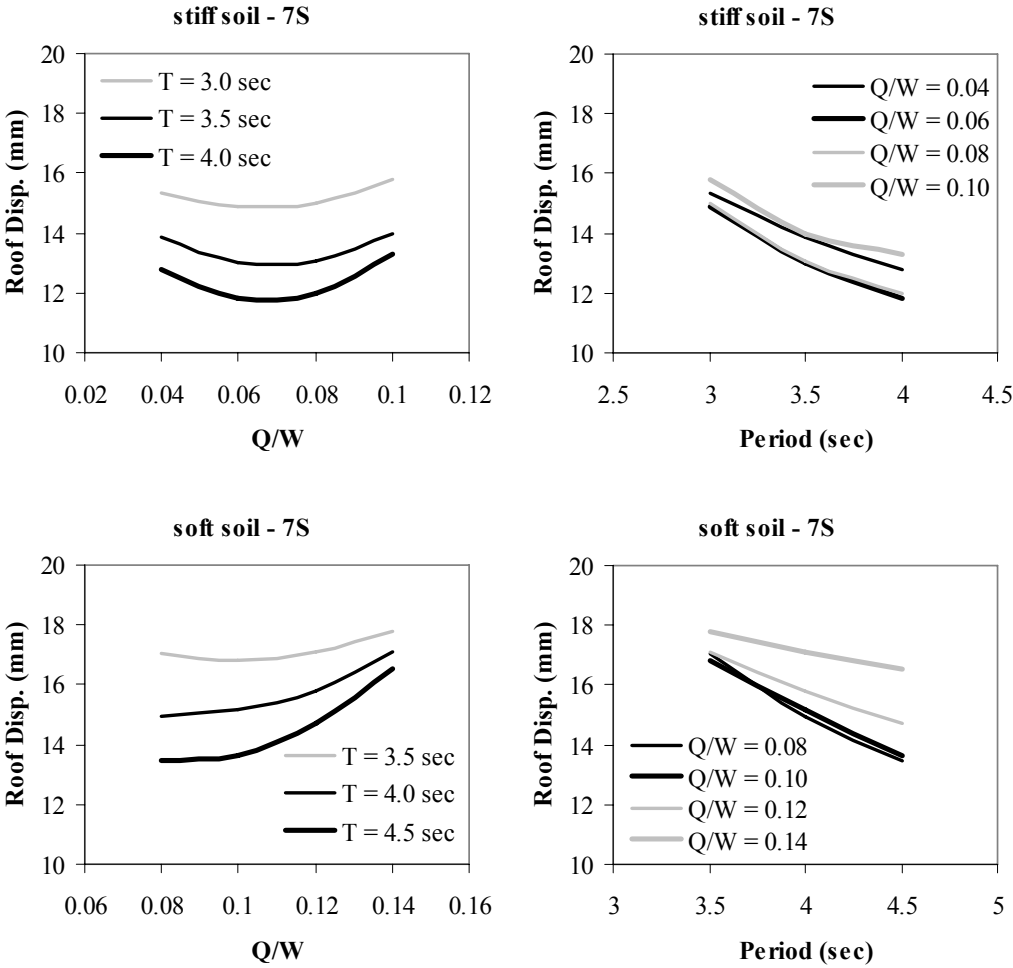 stiff soil - 7S
20
18
16
14
12
10
Roof Disp. (mm)
T = 3.0 sec
T = 3.5 sec
T = 4.0 sec
0.02 0.04 0.06 0.08 0.1 0.12
Q/W
stiff soil - 7S
20
18
16
14
12
10
Roof Disp. (mm)
Q/W = 0.04
Q/W = 0.06
Q/W = 0.08
Q/W = 0.10
2.5 3 3.5 4 4.5
Period (sec)
soft soil - 7S
20
18
16
14
12
10
Roof Disp. (mm)
T = 3.5 sec
T = 4.0 sec
T = 4.5 sec
0.06 0.08 0.1 0.12 0.14 0.16
Q/W
soft soil - 7S
20
18
16
14
12
10
Roof Disp. (mm)
Q/W = 0.08
Q/W = 0.10
Q/W = 0.12
Q/W = 0.14
3 3.5 4 4.5 5
Period (sec)